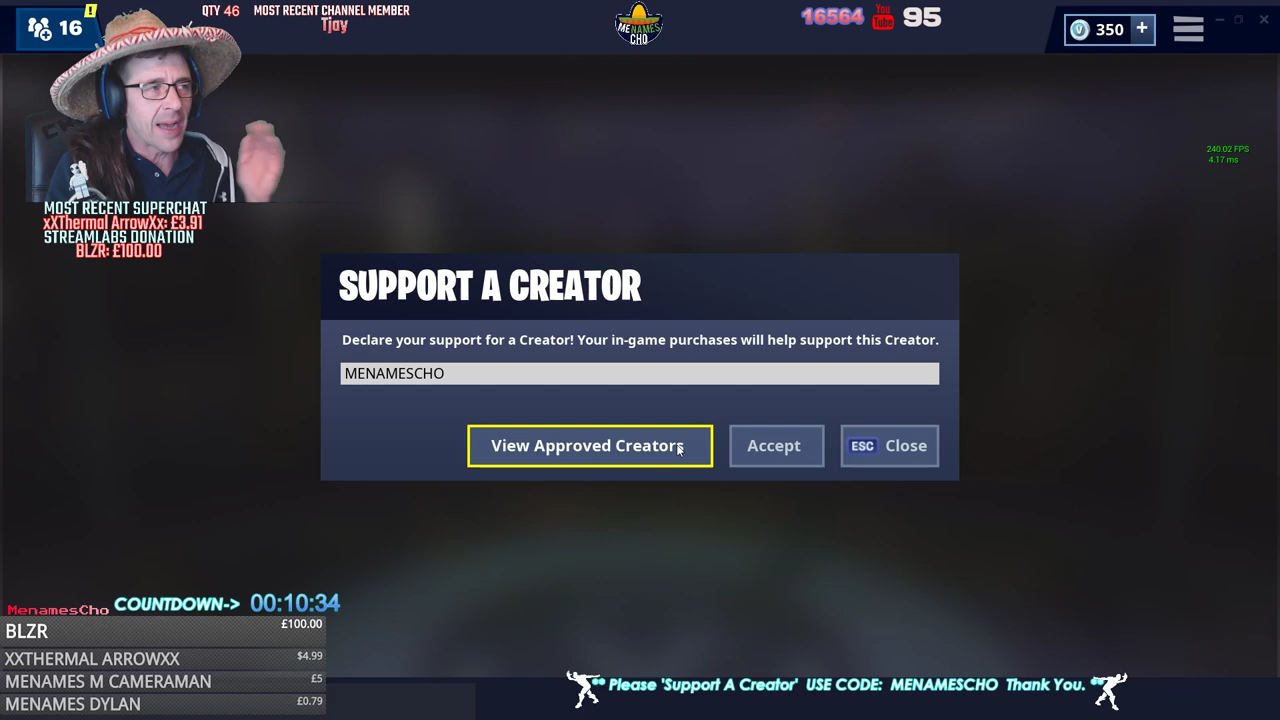 16
!
QTY 46
MOST RECENT CHANNEL MEMBER
Tjay
MENAMES
CHO
16564
You
Tube
95
350 +
240.02 FPS
4.17 ms
MOST RECENT SUPERCHAT
xXThermal ArrowXx: £3.91
STREAMLABS DONATION
BLZR: £100.00
SUPPORT A CREATOR
Declare your support for a Creator! Your in-game purchases will help support this Creator.
MENAMESCHO
View Approved Creators
Accept
ESC Close
MenamesCho COUNTDOWN-> 00:10:34
BLZR £100.00
XXTHERMAL ARROWXX $4.99
MENAMES M CAMERAMAN £5
MENAMES DYLAN £0.79
** Please 'Support A Creator' USE CODE: MENAMESCHO Thank You. **